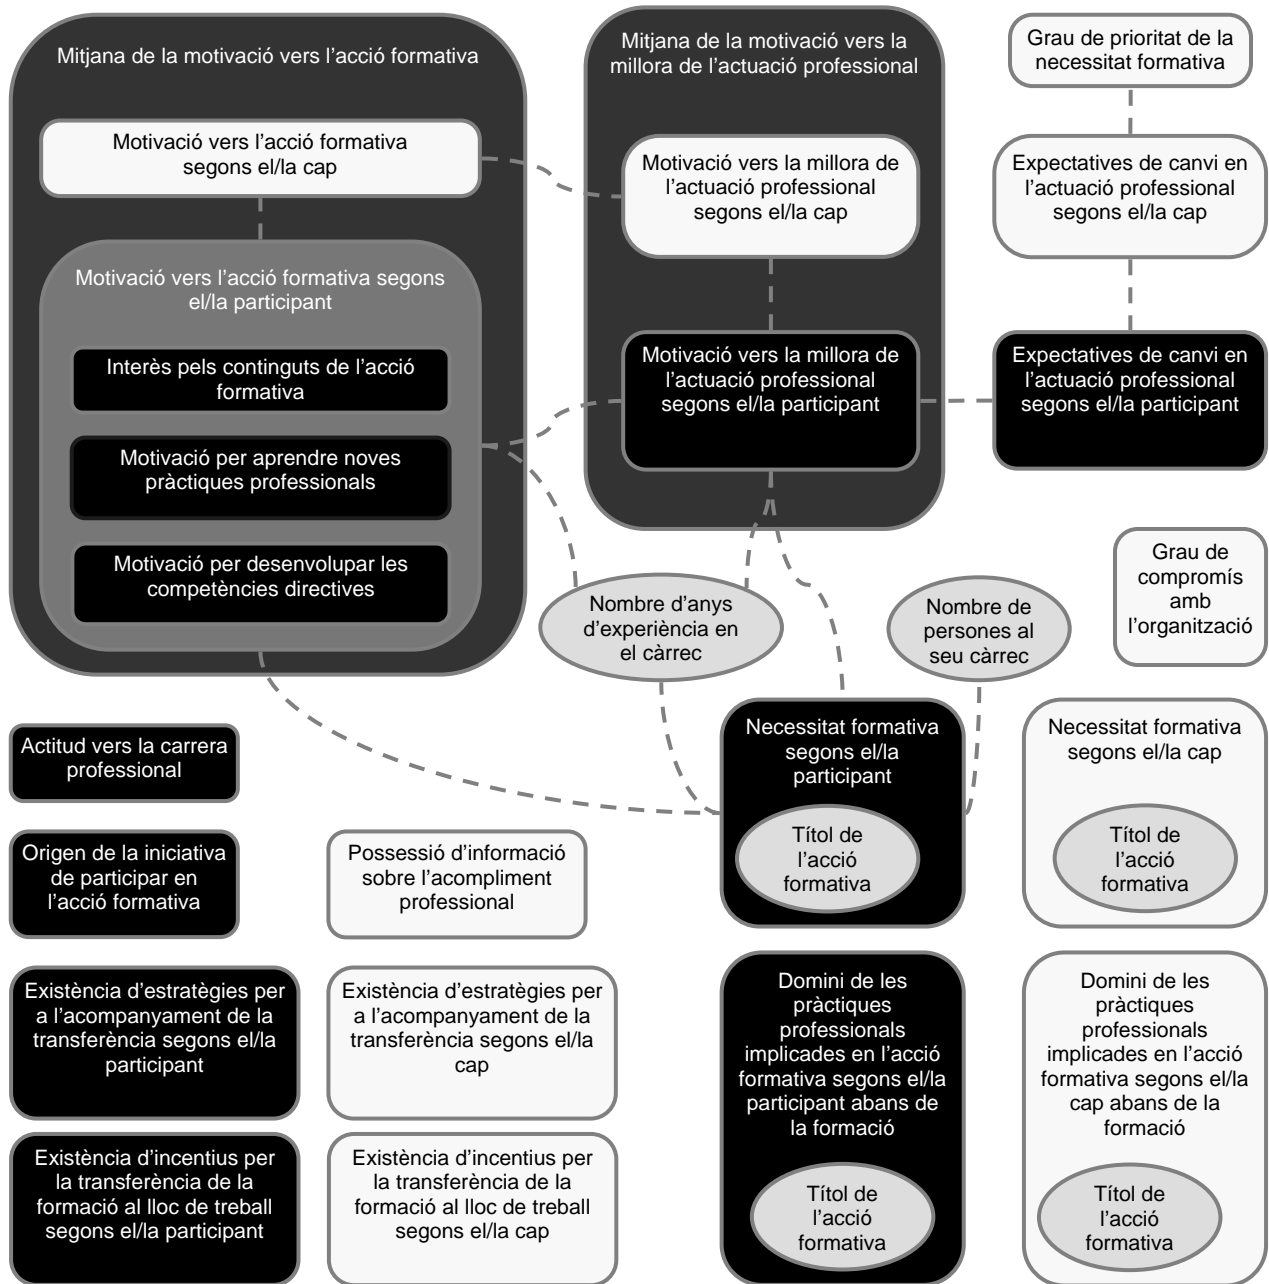 Mitjana de la motivació vers l'acció formativa
Motivació vers l'acció formativa
segons el/la cap
Motivació vers l'acció formativa segons
el/la participant
Interès pels continguts de l'acció
formativa
Motivació per aprendre noves
pràctiques professionals
Motivació per desenvolupar les
competències directives
Mitjana de la motivació vers la
millora de l'actuació professional
Motivació vers la millora de
l'actuació professional
segons el/la cap
Motivació vers la millora de
l'actuació professional
segons el/la participant
Grau de prioritat de la
necessitat formativa
Expectatives de canvi en
l'actuació professional
segons el/la cap
Expectatives de canvi en
l'actuació professional
segons el/la participant
Grau de
compromís
amb
l'organització
Nombre d'anys
d'experiència en
el càrrec
Nombre de
persones al
seu càrrec
Necessitat formativa
segons el/la
participant
Títol de
l'acció
formativa
Necessitat formativa
segons el/la cap
Títol de
l'acció
formativa
Actitud vers la carrera
professional
Origen de la iniciativa
de participar en
l'acció formativa
Possessió d'informació
sobre l'acompliment
professional
Existència d'estratègies per
a l'acompanyament de la
transferència segons el/la
participant
Existència d'estratègies per
a l'acompanyament de la
transferència segons el/la
cap
Domini de les
pràctiques
professionals
implicades en l'acció
formativa segons el/la
participant abans de
la formació
Títol de
l'acció
formativa
Domini de les
pràctiques
professionals
implicades en l'acció
formativa segons el/la
cap abans de la
formació
Títol de
l'acció
formativa
Existència d'incentius per
la transferència de la
formació al lloc de treball
segons el/la participant
Existència d'incentius per
la transferència de la
formació al lloc de treball
segons el/la cap